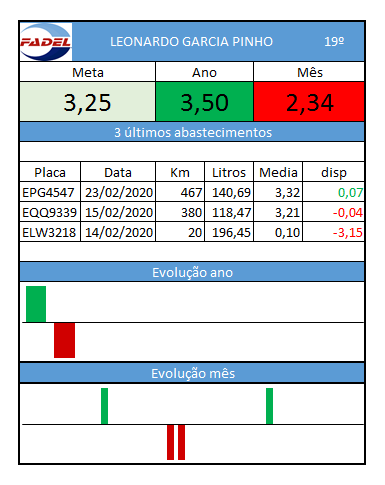 FADEL LEONARDO GARCIA PINHO 19º
Meta Ano Mês
3,25 3,50 2,34
3 últimos abastecimentos
Placa Data Km Litros Media disp
EPG4547 23/02/2020 467 140,69 3,32 0,07
EQQ9339 15/02/2020 380 118,47 3,21 -0,04
ELW3218 14/02/2020 20 196,45 0,10 -3,15
Evolução ano
Evolução mês